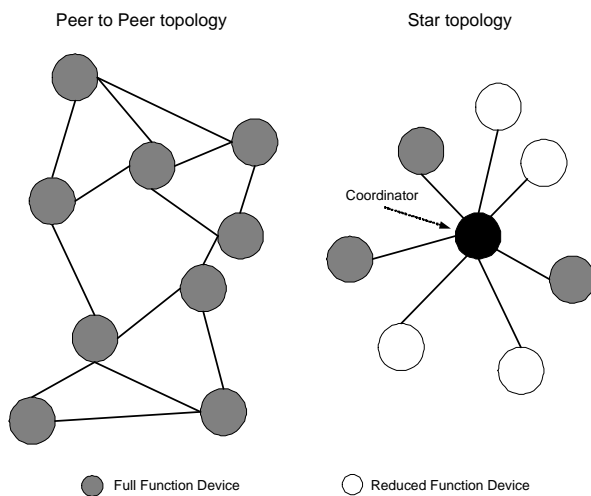 Peer to Peer topology
Star topology
Coordinator
Full Function Device
Reduced Function Device